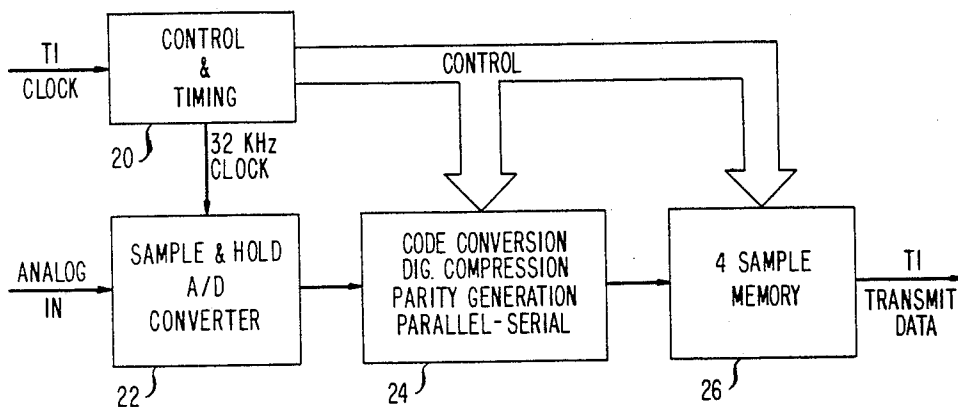 TI
CLOCK
CONTROL
&
TIMING
CONTROL
20
32 KHz
CLOCK
ANALOG
IN
SAMPLE & HOLD
A/D
CONVERTER
CODE CONVERSION
DIG. COMPRESSION
PARITY GENERATION
PARALLEL-SERIAL
4 SAMPLE
MEMORY
TI
TRANSMIT
DATA
22
24
26